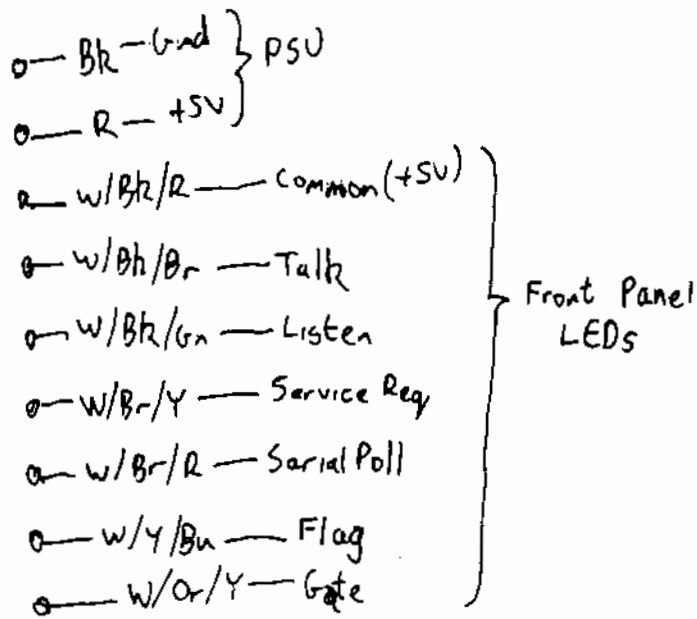 Bk — Gnd } PSU
R — +5V
W/Bk/R — Common (+5V)
W/Bk/Br — Talk
W/Bk/Gn — Listen
Front Panel
LEDs
W/Br/Y — Service Req
W/Br/R — Serial Poll
W/Y/Bu — Flag
W/Or/Y — Gate